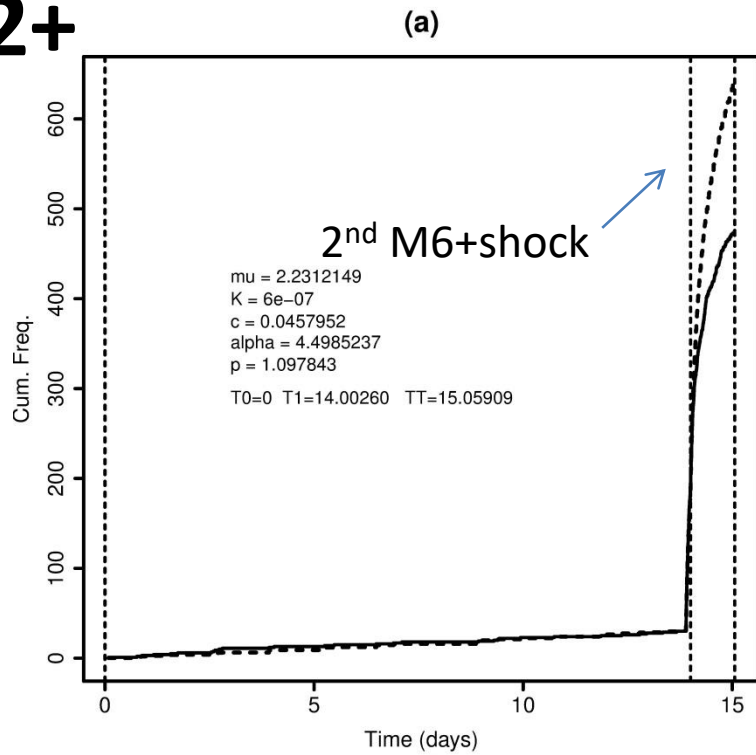 2+
(a)
600
500
400
300
200
100
0
Cum. Freq.
2nd M6+shock
mu = 2.2312149
K = 6e−07
c = 0.0457952
alpha = 4.4985237
p = 1.097843
T0=0 T1=14.00260 TT=15.05909
0 5 10 15
Time (days)